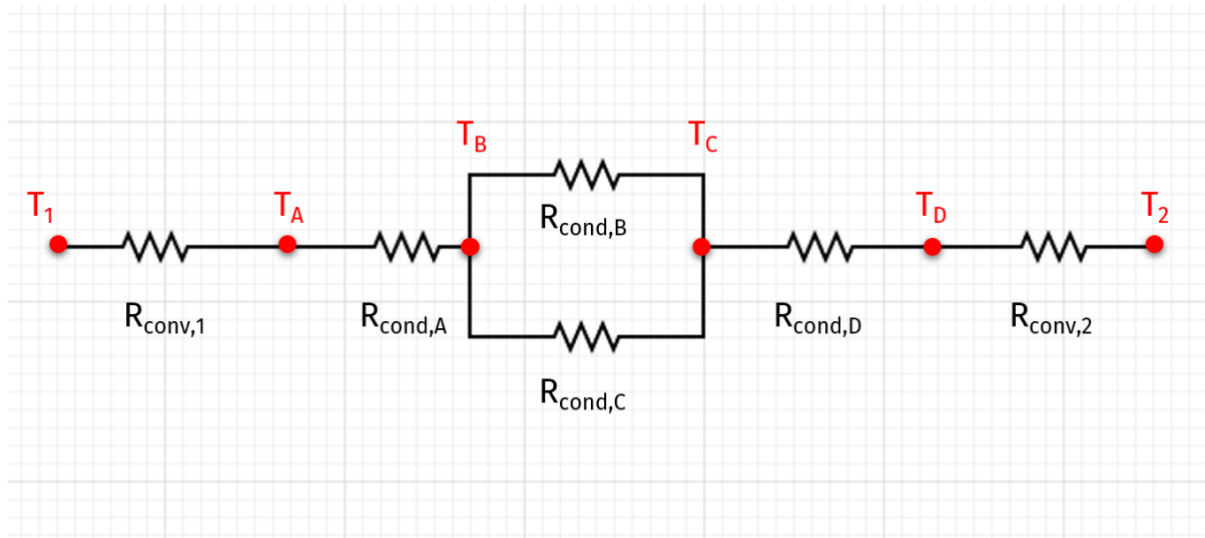 T_B
T_C
T_1
T_A
R_cond,B
T_D
T_2
R_conv,1
R_cond,A
R_cond,D
R_conv,2
R_cond,C